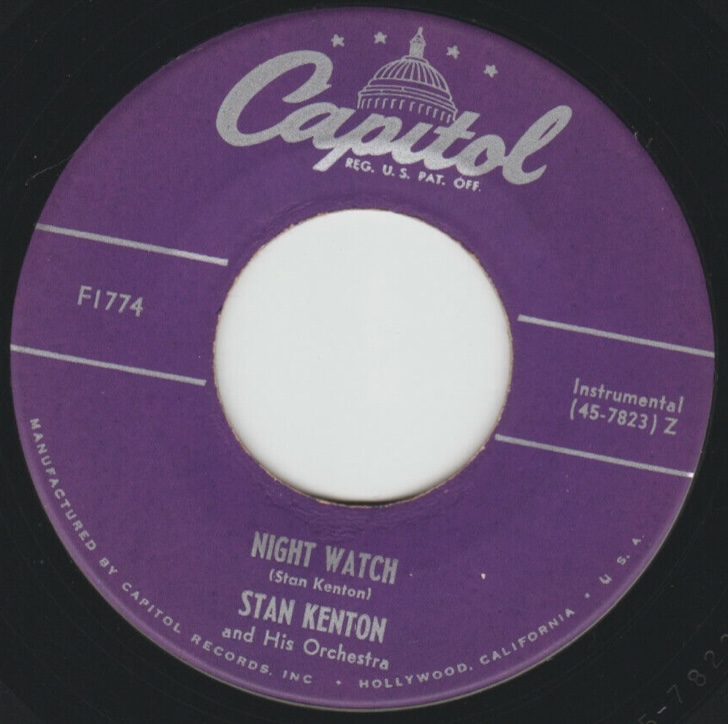 Capitol
REG. U.S. PAT. OFF.
F1774
Instrumental
(45-7823) Z
NIGHT WATCH
(Stan Kenton)
STAN KENTON
and His Orchestra
MANUFACTURED BY CAPITOL RECORDS, INC • HOLLYWOOD, CALIFORNIA • U.S.A.